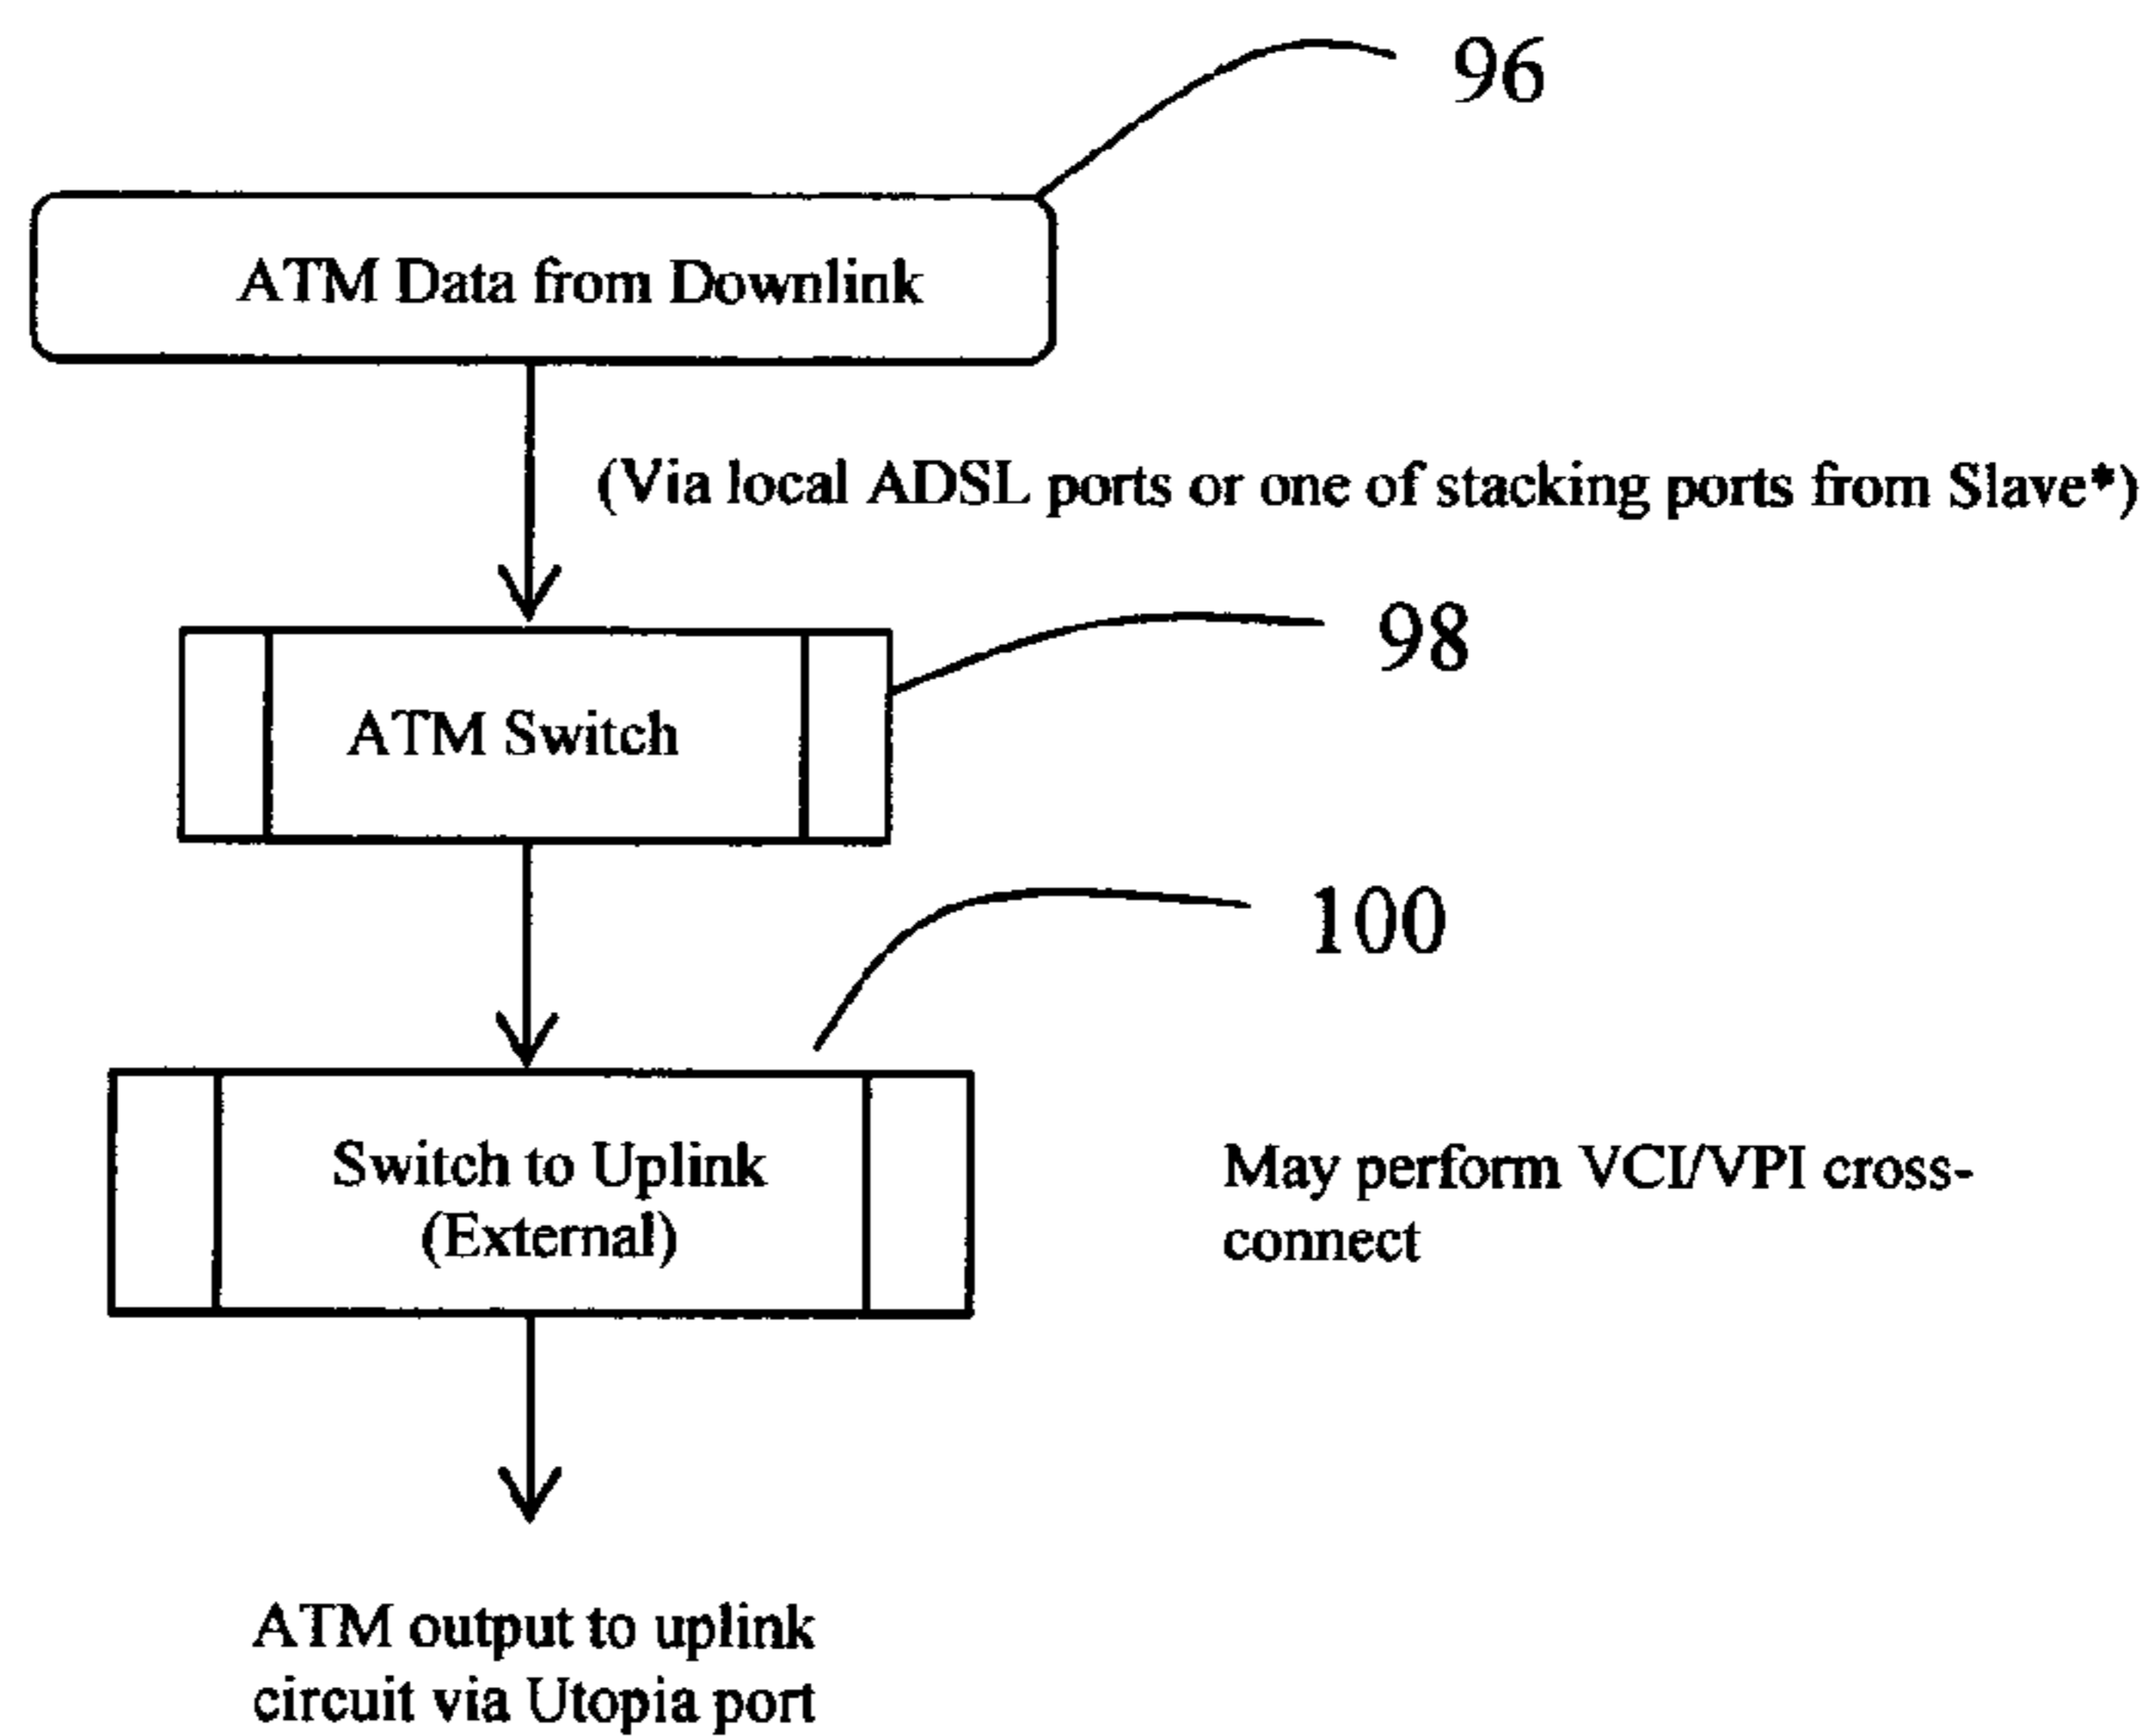 96
ATM Data from Downlink
(Via local ADSL ports or one of stacking ports from Slave*)
98
ATM Switch
100
Switch to Uplink
(External)
May perform VCI/VPI cross-
connect
ATM output to uplink
circuit via Utopia port